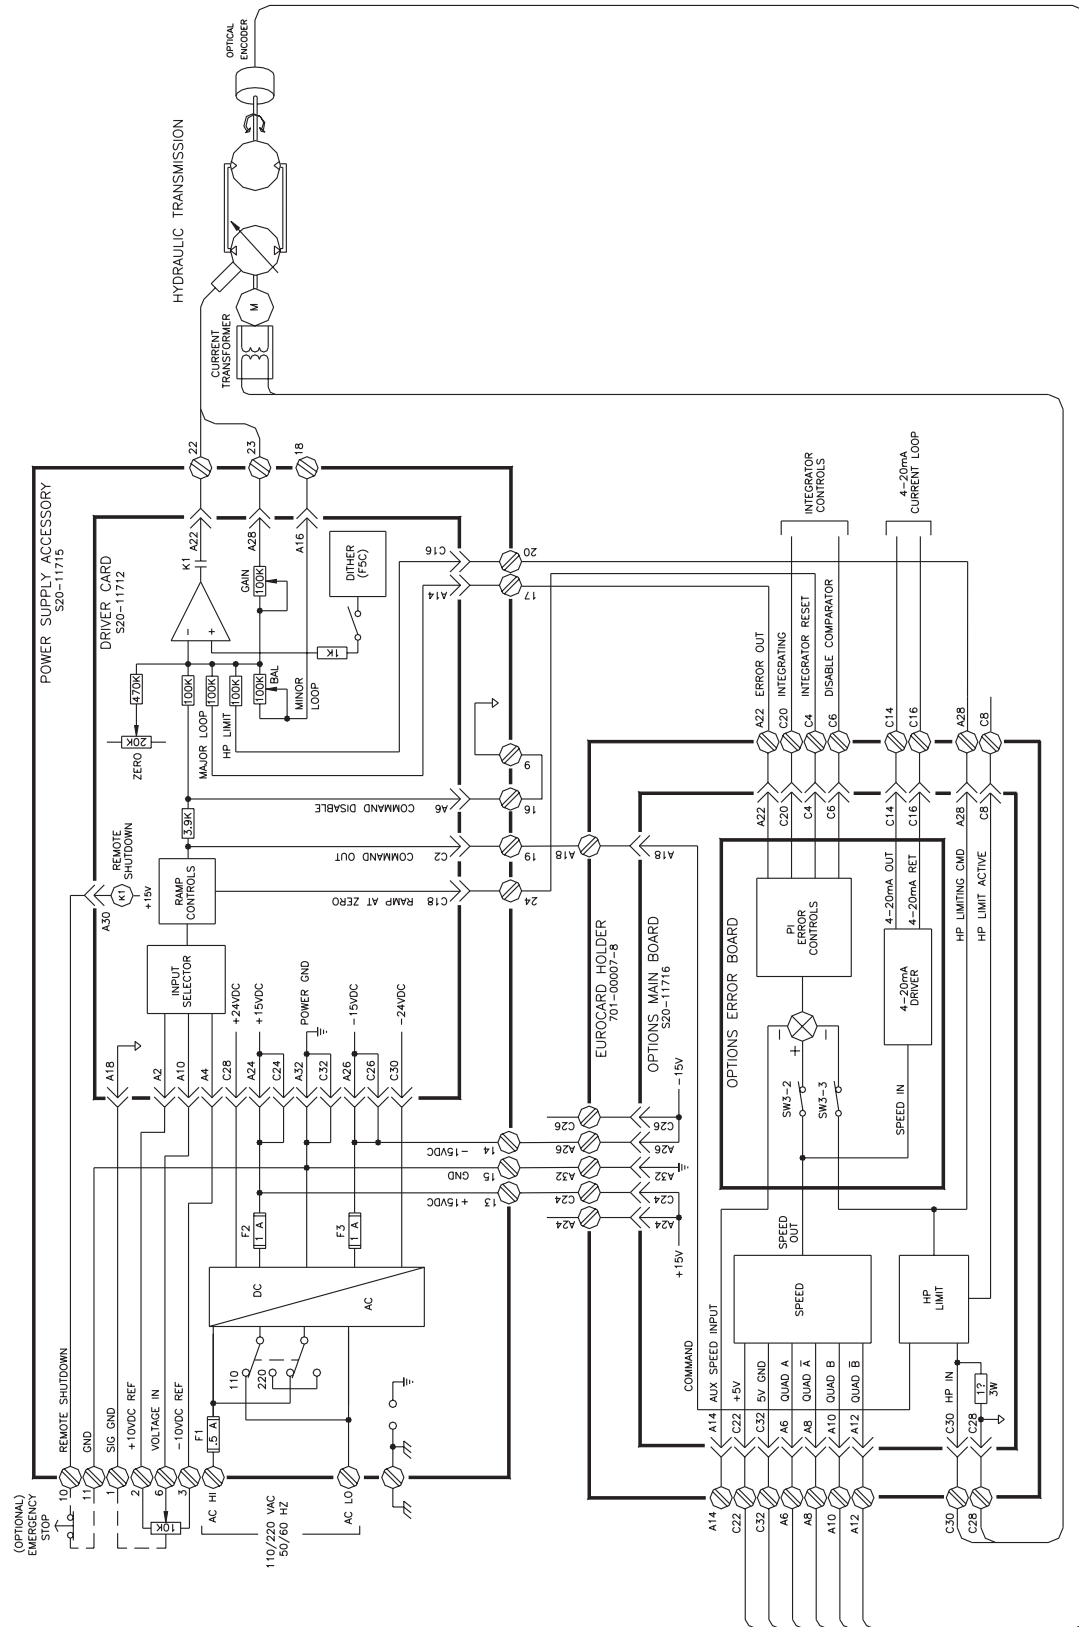 OPTICAL
ENCODER
HYDRAULIC TRANSMISSION
M
CURRENT
TRANSFORMER
POWER SUPPLY ACCESSORY
S20-11715
DRIVER CARD
S20-11712
22
23
18
A22
A28
A16
K1
GAIN
100K
DITHER
(F5C)
−
+
1K
470K
20K
ZERO
100K
100K
100K
100K
BAL
MAJOR LOOP
HP LIMIT
MINOR
LOOP
C16
A14
20
17
9
3.9K
COMMAND DISABLE
A6
16
COMMAND OUT
C2
19
RAMP AT ZERO
C18
24
REMOTE
SHUTDOWN
K1
+15V
A30
RAMP
CONTROLS
INPUT
SELECTOR
+24VDC
+15VDC
POWER GND
-15VDC
-24VDC
A18
A2
A10
A4
C28
A24
C24
A32
C32
A26
C26
C30
-15VDC
14
GND
15
+15VDC
13
F2
1 A
F3
1 A
DC
AC
110
220
F1
.5 A
REMOTE SHUTDOWN
GND
SIG GND
+10VDC REF
VOLTAGE IN
-10VDC REF
10
11
1
2
6
3
(OPTIONAL)
EMERGENCY
STOP
10K
AC HI
AC LO
110/220 VAC
50/60 HZ
EUROCARD HOLDER
701-00007-8
OPTIONS MAIN BOARD
S20-11716
OPTIONS ERROR BOARD
A18
A18
INTEGRATOR
CONTROLS
4-20mA
CURRENT LOOP
ERROR OUT
INTEGRATING
INTEGRATOR RESET
DISABLE COMPARATOR
A22
C20
C4
C6
C14
C16
A28
C8
A22
C20
C4
C6
C14
C16
A28
C8
4-20mA OUT
4-20mA RET
HP LIMITING CMD
HP LIMIT ACTIVE
PI
ERROR
CONTROLS
4-20mA
DRIVER
−
+
−
SW3-2
SW3-3
SPEED IN
C26
A26
A32
C24
A24
C26
A26
A32
C24
A24
-15V
+15V
SPEED
OUT
SPEED
HP
LIMIT
COMMAND
AUX SPEED INPUT
+5V
5V GND
QUAD A
QUAD A̅
QUAD B
QUAD B̅
HP IN
1?
3W
A14
C22
C32
A6
A8
A10
A12
C30
C28
A14
C22
C32
A6
A8
A10
A12
C30
C28